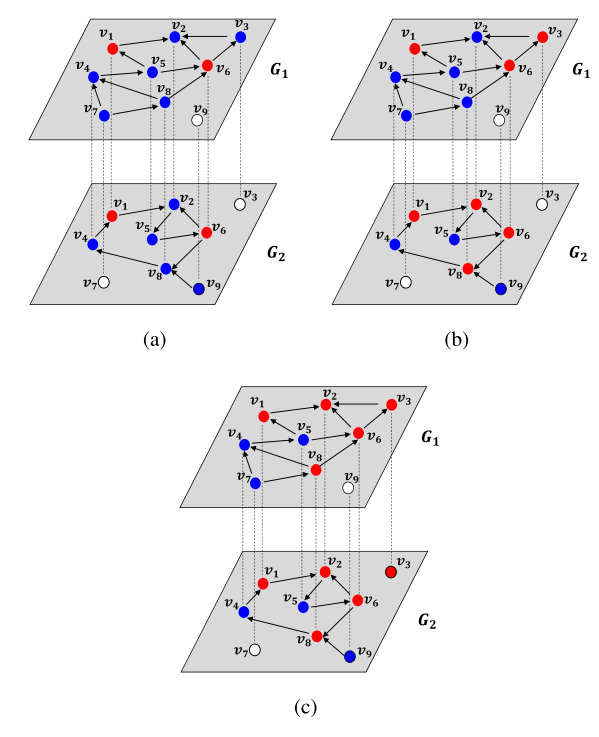 v₁ v₂ v₃
v₄ v₅ v₆ G₁
v₇ v₈ v₉
v₁ v₂ v₃
v₄ v₅ v₆ G₂
v₇ v₈ v₉
(a)
v₁ v₂ v₃
v₄ v₅ v₆ G₁
v₇ v₈ v₉
v₁ v₂ v₃
v₄ v₅ v₆ G₂
v₇ v₈ v₉
(b)
v₁ v₂ v₃
v₄ v₅ v₆ G₁
v₇ v₈ v₉
v₁ v₂ v₃
v₄ v₅ v₆ G₂
v₇ v₈ v₉
(c)